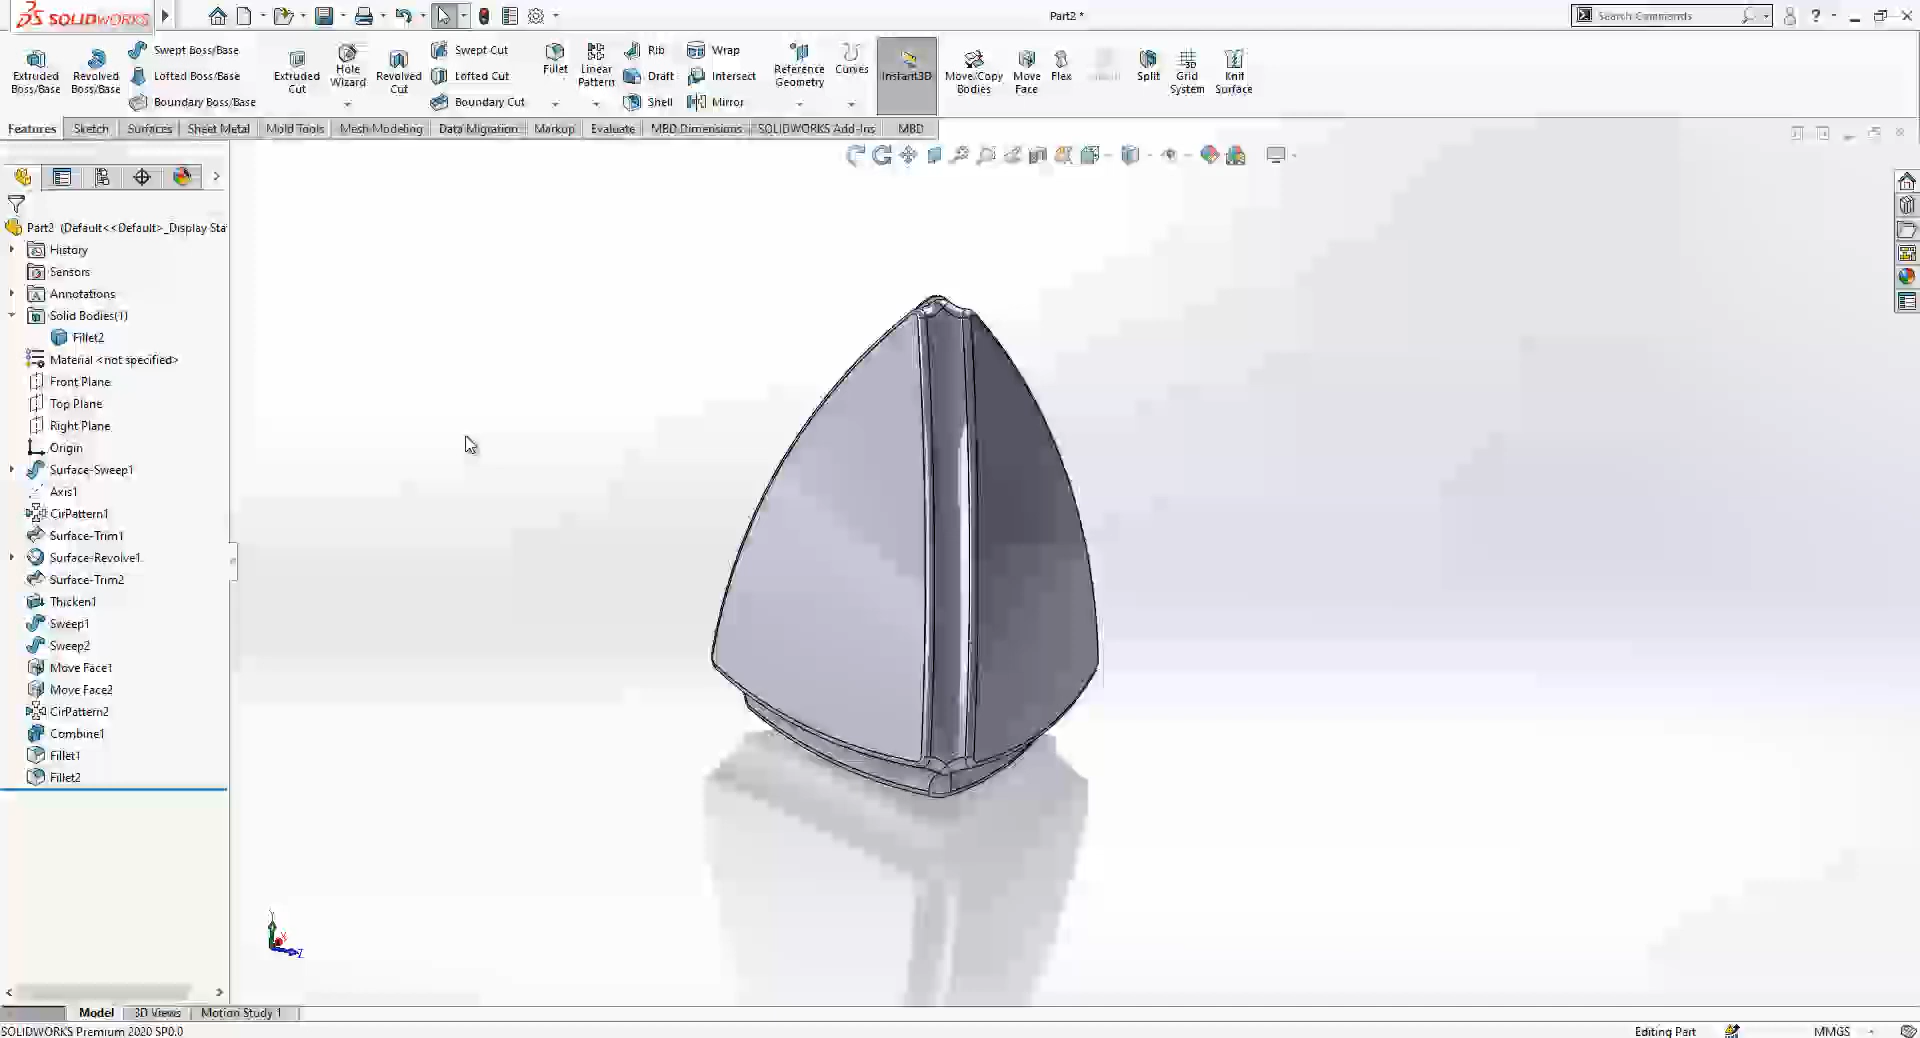 SOLIDWORKS
Part2 *
Search Commands
Extruded Boss/Base
Revolved Boss/Base
Swept Boss/Base
Lofted Boss/Base
Boundary Boss/Base
Extruded Cut
Hole Wizard
Revolved Cut
Swept Cut
Lofted Cut
Boundary Cut
Fillet
Linear Pattern
Rib
Draft
Shell
Wrap
Intersect
Mirror
Reference Geometry
Curves
Instant3D
Move/Copy Bodies
Move Face
Flex
Split
Grid System
Knit Surface
Features
Sketch
Surfaces
Sheet Metal
Mold Tools
Mesh Modeling
Data Migration
Markup
Evaluate
MBD Dimensions
SOLIDWORKS Add-Ins
MBD
Part2 (Default<<Default>_Display Sta
History
Sensors
Annotations
Solid Bodies(1)
Fillet2
Material <not specified>
Front Plane
Top Plane
Right Plane
Origin
Surface-Sweep1
Axis1
CirPattern1
Surface-Trim1
Surface-Revolve1
Surface-Trim2
Thicken1
Sweep1
Sweep2
Move Face1
Move Face2
CirPattern2
Combine1
Fillet1
Fillet2
Y
X
Z
Model
3D Views
Motion Study 1
SOLIDWORKS Premium 2020 SP0.0
Editing Part
MMGS